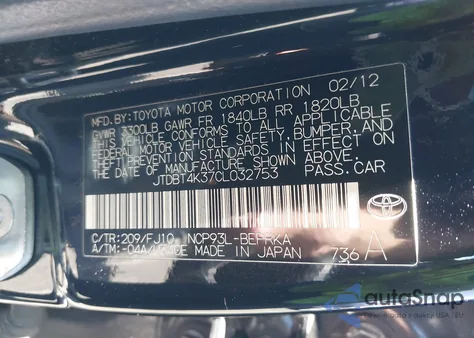 MFD. BY: TOYOTA MOTOR CORPORATION 02/12
GVWR 3300LB GAWR FR 1840LB RR 1820LB
THIS VEHICLE CONFORMS TO ALL APPLICABLE
FEDERAL MOTOR VEHICLE SAFETY, BUMPER, AND
THEFT PREVENTION STANDARDS IN EFFECT ON
THE DATE OF MANUFACTURE SHOWN ABOVE.
JTDBT4K37CL032753 PASS. CAR
C/TR: 209/FJ10 NCP93L-BEPRKA
A/TM: -04A/ MADE IN JAPAN 736 A
autoSnap